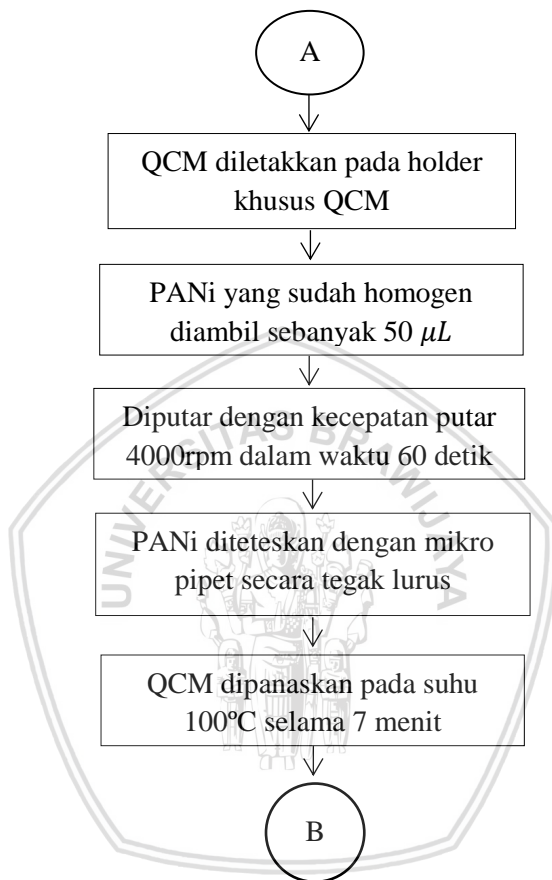 A
QCM diletakkan pada holder
khusus QCM
PANi yang sudah homogen
diambil sebanyak 50 𝜇𝐿
Diputar dengan kecepatan putar
4000rpm dalam waktu 60 detik
PANi diteteskan dengan mikro
pipet secara tegak lurus
QCM dipanaskan pada suhu
100ºC selama 7 menit
B
UNIVERSITAS BRAWIJAYA